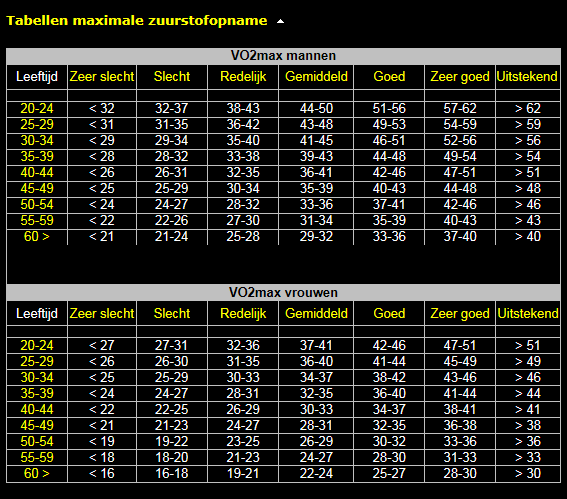 Tabellen maximale zuurstofopname
VO2max mannen
Leeftijd Zeer slecht Slecht Redelijk Gemiddeld Goed Zeer goed Uitstekend
20-24 < 32 32-37 38-43 44-50 51-56 57-62 > 62
25-29 < 31 31-35 36-42 43-48 49-53 54-59 > 59
30-34 < 29 29-34 35-40 41-45 46-51 52-56 > 56
35-39 < 28 28-32 33-38 39-43 44-48 49-54 > 54
40-44 < 26 26-31 32-35 36-41 42-46 47-51 > 51
45-49 < 25 25-29 30-34 35-39 40-43 44-48 > 48
50-54 < 24 24-27 28-32 33-36 37-41 42-46 > 46
55-59 < 22 22-26 27-30 31-34 35-39 40-43 > 43
60 > < 21 21-24 25-28 29-32 33-36 37-40 > 40
VO2max vrouwen
Leeftijd Zeer slecht Slecht Redelijk Gemiddeld Goed Zeer goed Uitstekend
20-24 < 27 27-31 32-36 37-41 42-46 47-51 > 51
25-29 < 26 26-30 31-35 36-40 41-44 45-49 > 49
30-34 < 25 25-29 30-33 34-37 38-42 43-46 > 46
35-39 < 24 24-27 28-31 32-35 36-40 41-44 > 44
40-44 < 22 22-25 26-29 30-33 34-37 38-41 > 41
45-49 < 21 21-23 24-27 28-31 32-35 36-38 > 38
50-54 < 19 19-22 23-25 26-29 30-32 33-36 > 36
55-59 < 18 18-20 21-23 24-27 28-30 31-33 > 33
60 > < 16 16-18 19-21 22-24 25-27 28-30 > 30